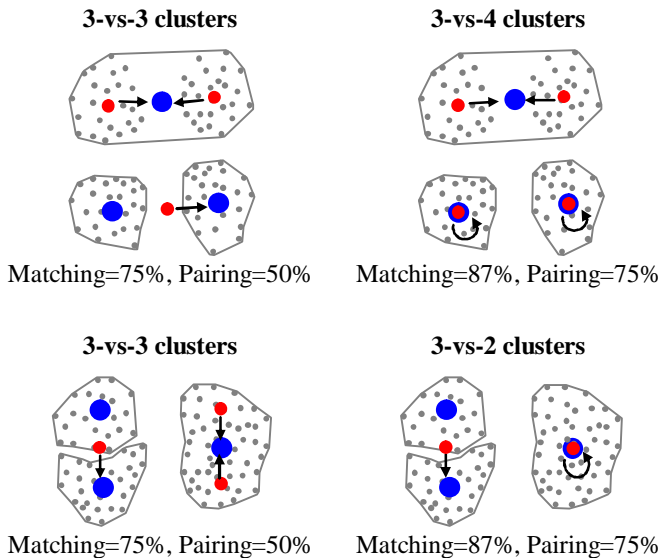 3-vs-3 clusters
3-vs-4 clusters
Matching=75%, Pairing=50%
Matching=87%, Pairing=75%
3-vs-3 clusters
3-vs-2 clusters
Matching=75%, Pairing=50%
Matching=87%, Pairing=75%